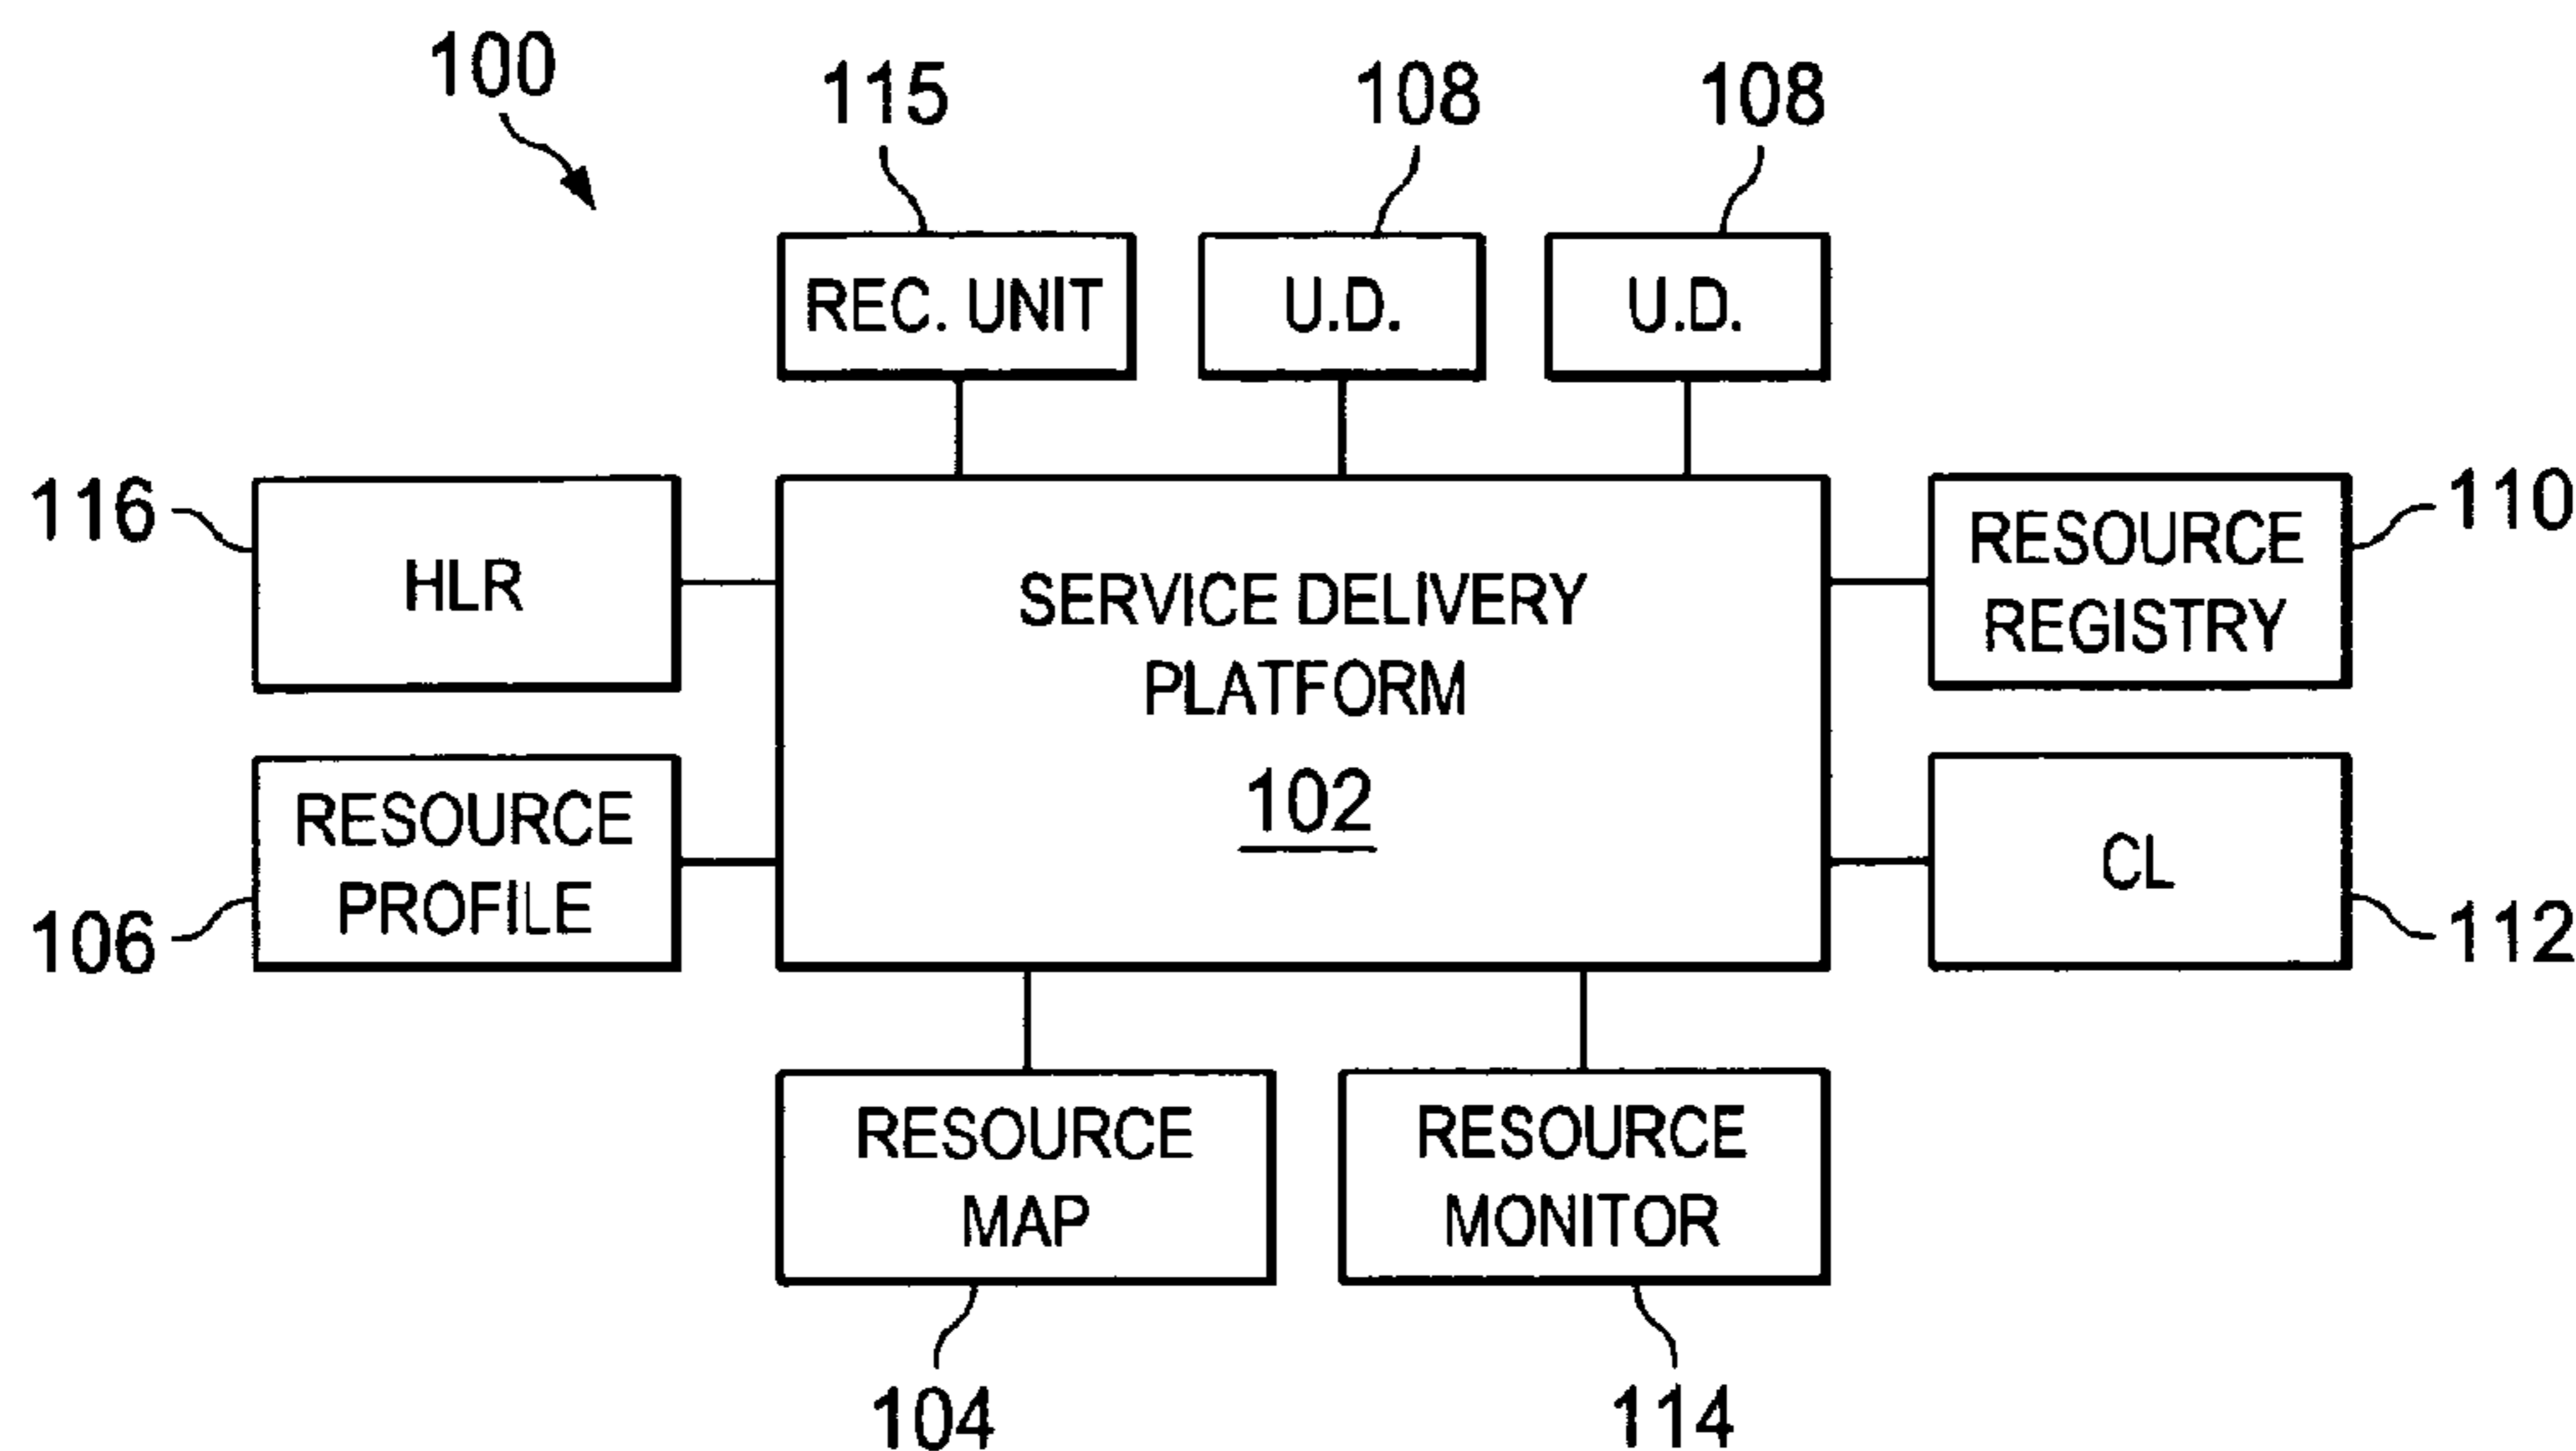 100
115
108
108
REC. UNIT
U.D.
U.D.
116
HLR
SERVICE DELIVERY
PLATFORM
102
RESOURCE
REGISTRY
110
RESOURCE
PROFILE
106
CL
112
RESOURCE
MAP
RESOURCE
MONITOR
104
114